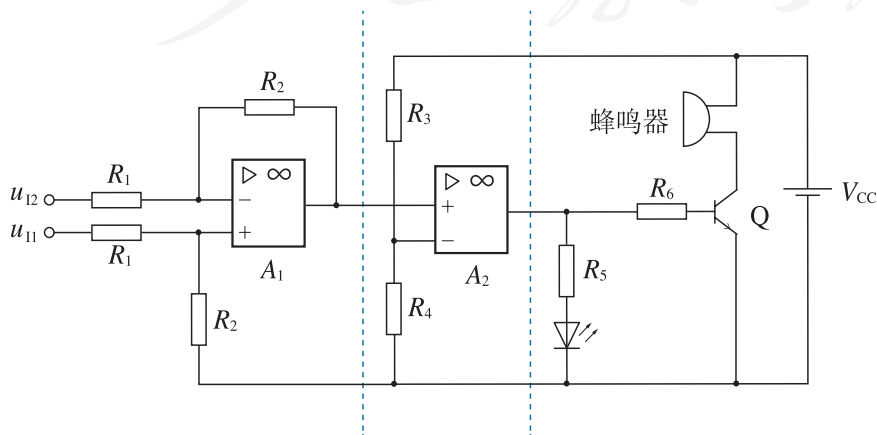 R2
R3
蜂鸣器
R1
▷ ∞
▷ ∞
uI2
−
+
R6
VCC
uI1
+
−
Q
R1
A1
A2
R5
R2
R4